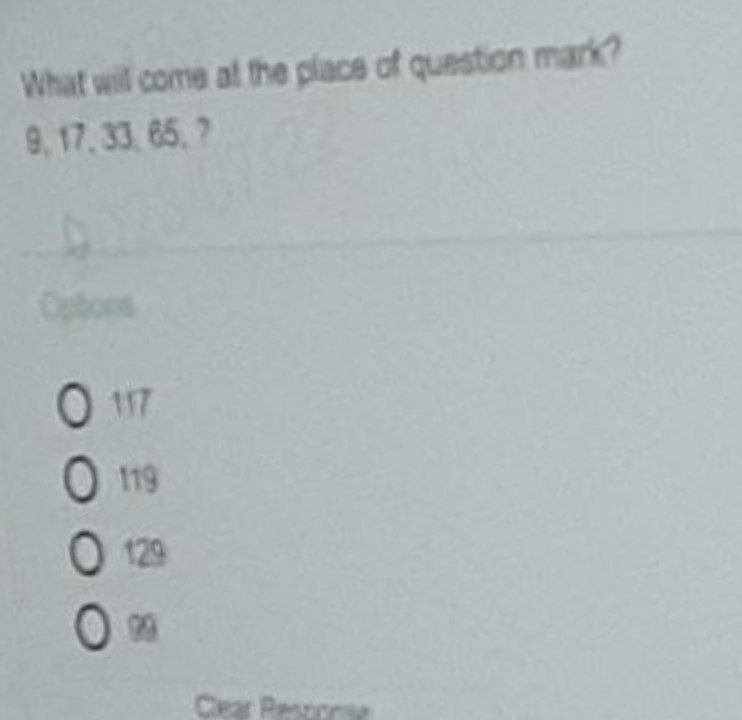 What will come at the place of question mark?
9, 17, 33, 65, ?
Options
117
119
129
99
Clear Response